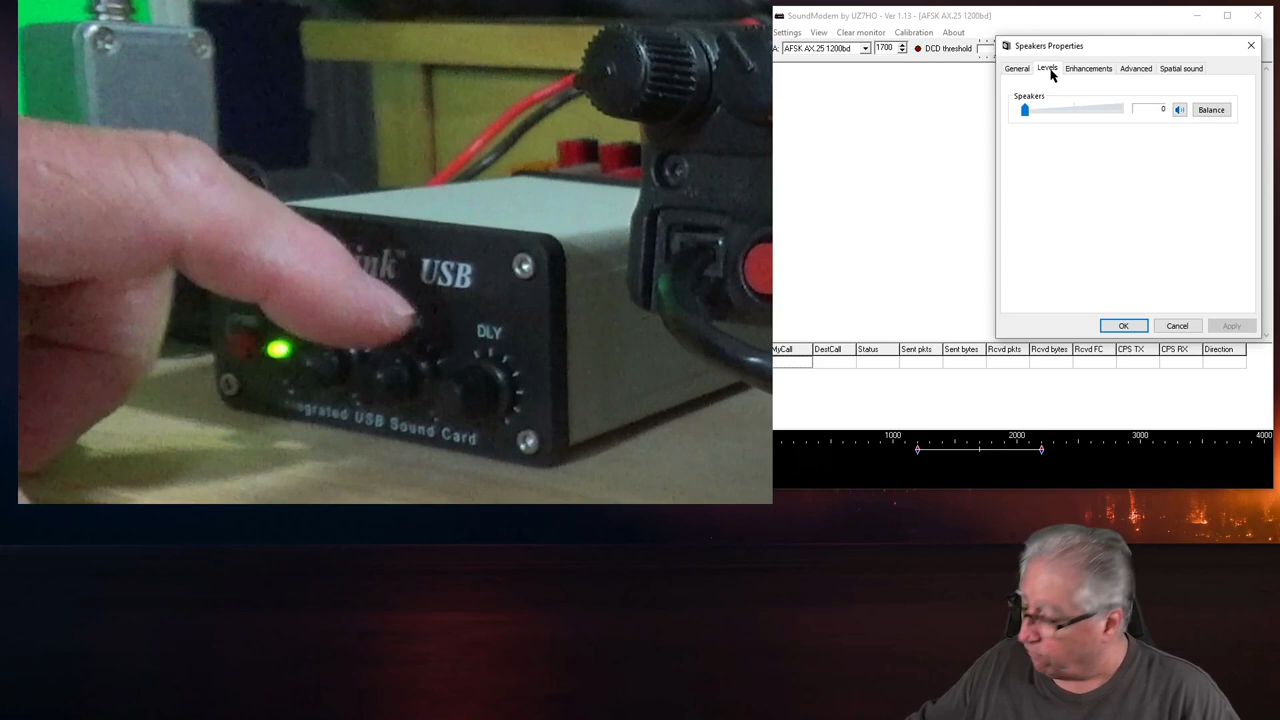 SoundModem by UZ7HO - Ver 1.13 - [AFSK AX.25 1200bd]
Settings View Clear monitor Calibration About
A: AFSK AX.25 1200bd 1700 DCD threshold
Speakers Properties
General Levels Enhancements Advanced Spatial sound
Speakers
0 Balance
OK Cancel Apply
MyCall DestCall Status Sent pkts Sent bytes Rcvd pkts Rcvd bytes Rcvd FC CPS TX CPS RX Direction
1000 2000 3000 4000
USB
DLY
USB Sound Card